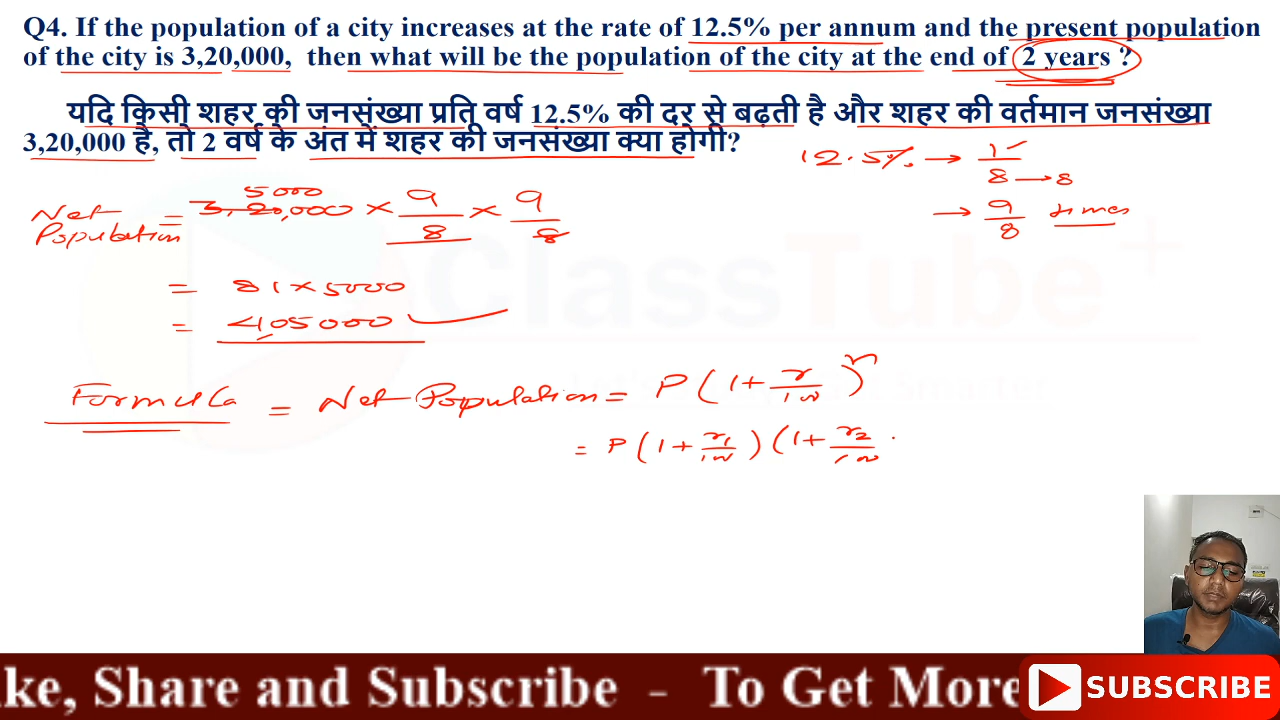 Q4. If the population of a city increases at the rate of 12.5% per annum and the present population
of the city is 3,20,000, then what will be the population of the city at the end of 2 years ?
यदि किसी शहर की जनसंख्या प्रति वर्ष 12.5% की दर से बढ़ती है और शहर की वर्तमान जनसंख्या
3,20,000 है, तो 2 वर्ष के अंत में शहर की जनसंख्या क्या होगी?
12.5% → 1/8 → 8
→ 9/8 times
5000
Net Population = 3,20,000 × 9/8 × 9/8
= 81 × 5000
= 405000
Formula = Net Population = P(1 + r/100)^n
= P(1 + r1/100)(1 + r2/100
ClassTube+
ke, Share and Subscribe - To Get More
SUBSCRIBE